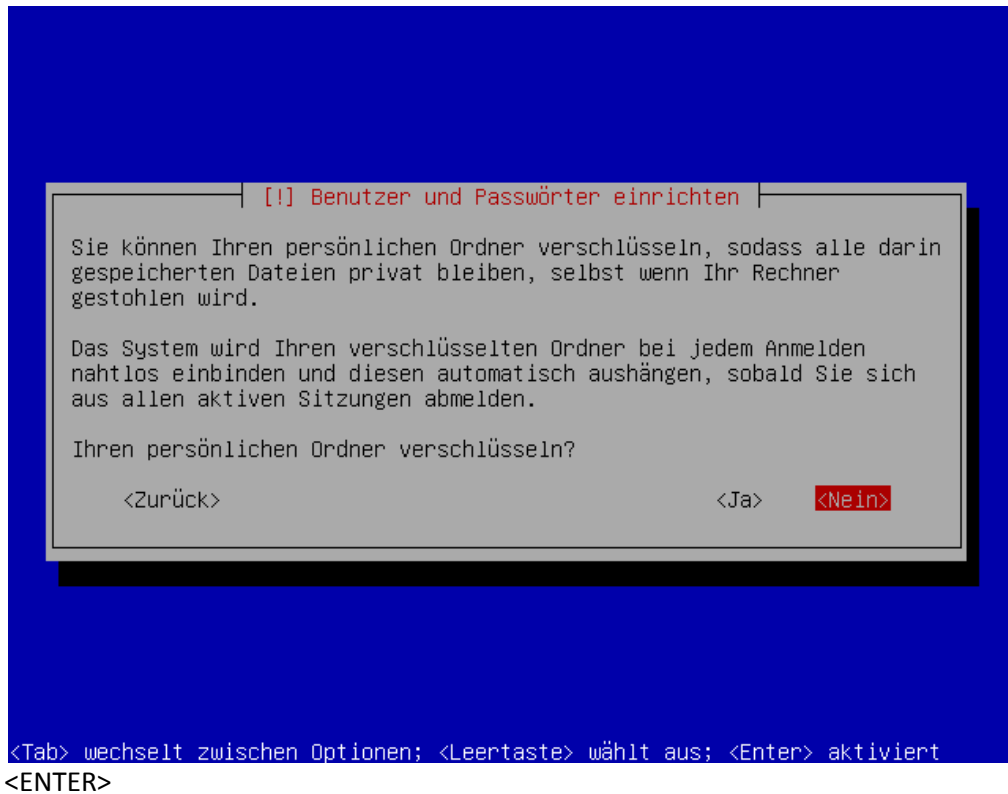 [!] Benutzer und Passwörter einrichten
Sie können Ihren persönlichen Ordner verschlüsseln, sodass alle darin
gespeicherten Dateien privat bleiben, selbst wenn Ihr Rechner
gestohlen wird.
Das System wird Ihren verschlüsselten Ordner bei jedem Anmelden
nahtlos einbinden und diesen automatisch aushängen, sobald Sie sich
aus allen aktiven Sitzungen abmelden.
Ihren persönlichen Ordner verschlüsseln?
<Zurück> <Ja> <Nein>
<Tab> wechselt zwischen Optionen; <Leertaste> wählt aus; <Enter> aktiviert
<ENTER>